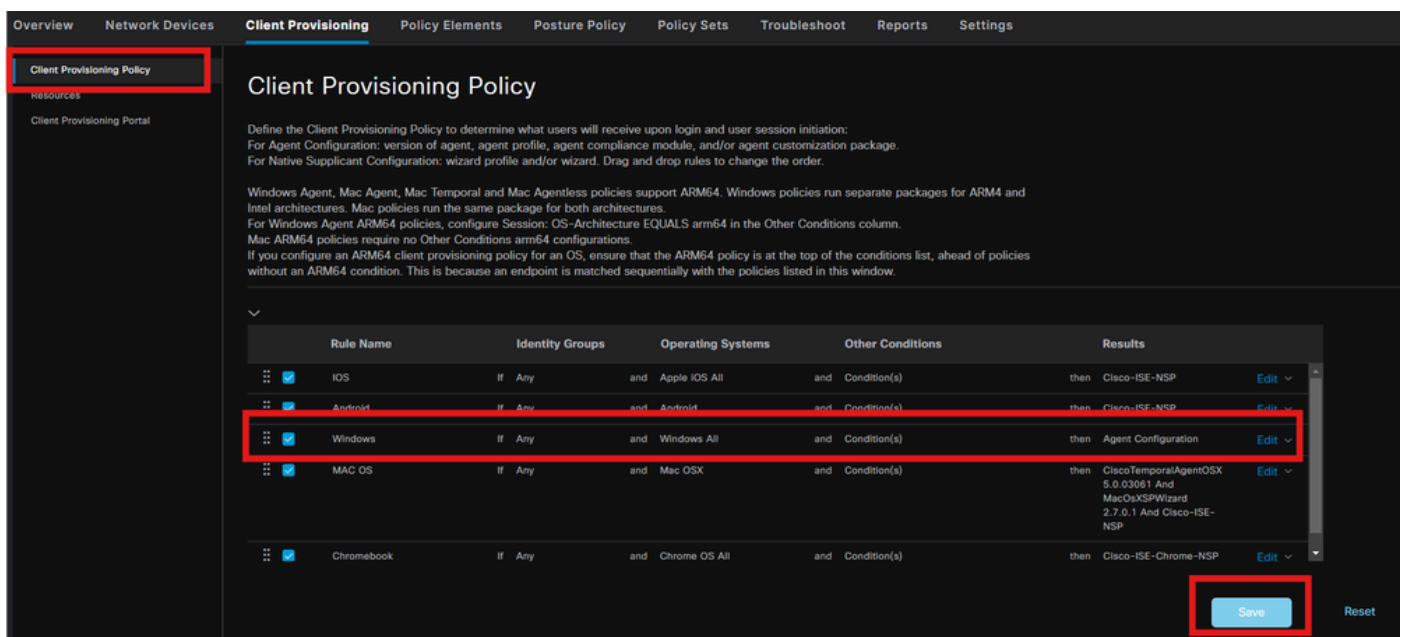 Overview Network Devices Client Provisioning Policy Elements Posture Policy Policy Sets Troubleshoot Reports Settings
Client Provisioning Policy
Resources
Client Provisioning Portal
Client Provisioning Policy
Define the Client Provisioning Policy to determine what users will receive upon login and user session initiation:
For Agent Configuration: version of agent, agent profile, agent compliance module, and/or agent customization package.
For Native Supplicant Configuration: wizard profile and/or wizard. Drag and drop rules to change the order.
Windows Agent, Mac Agent, Mac Temporal and Mac Agentless policies support ARM64. Windows policies run separate packages for ARM4 and
Intel architectures. Mac policies run the same package for both architectures.
For Windows Agent ARM64 policies, configure Session: OS-Architecture EQUALS arm64 in the Other Conditions column.
Mac ARM64 policies require no Other Conditions arm64 configurations.
If you configure an ARM64 client provisioning policy for an OS, ensure that the ARM64 policy is at the top of the conditions list, ahead of policies
without an ARM64 condition. This is because an endpoint is matched sequentially with the policies listed in this window.
Rule Name Identity Groups Operating Systems Other Conditions Results
IOS If Any and Apple iOS All and Condition(s) then Cisco-ISE-NSP Edit
Android If Any and Android and Condition(s) then Cisco-ISE-NSP Edit
Windows If Any and Windows All and Condition(s) then Agent Configuration Edit
MAC OS If Any and Mac OSX and Condition(s) then CiscoTemporalAgentOSX Edit
5.0.03061 And
MacOsXSPWizard
2.7.0.1 And Cisco-ISE-
NSP
Chromebook If Any and Chrome OS All and Condition(s) then Cisco-ISE-Chrome-NSP Edit
Save Reset